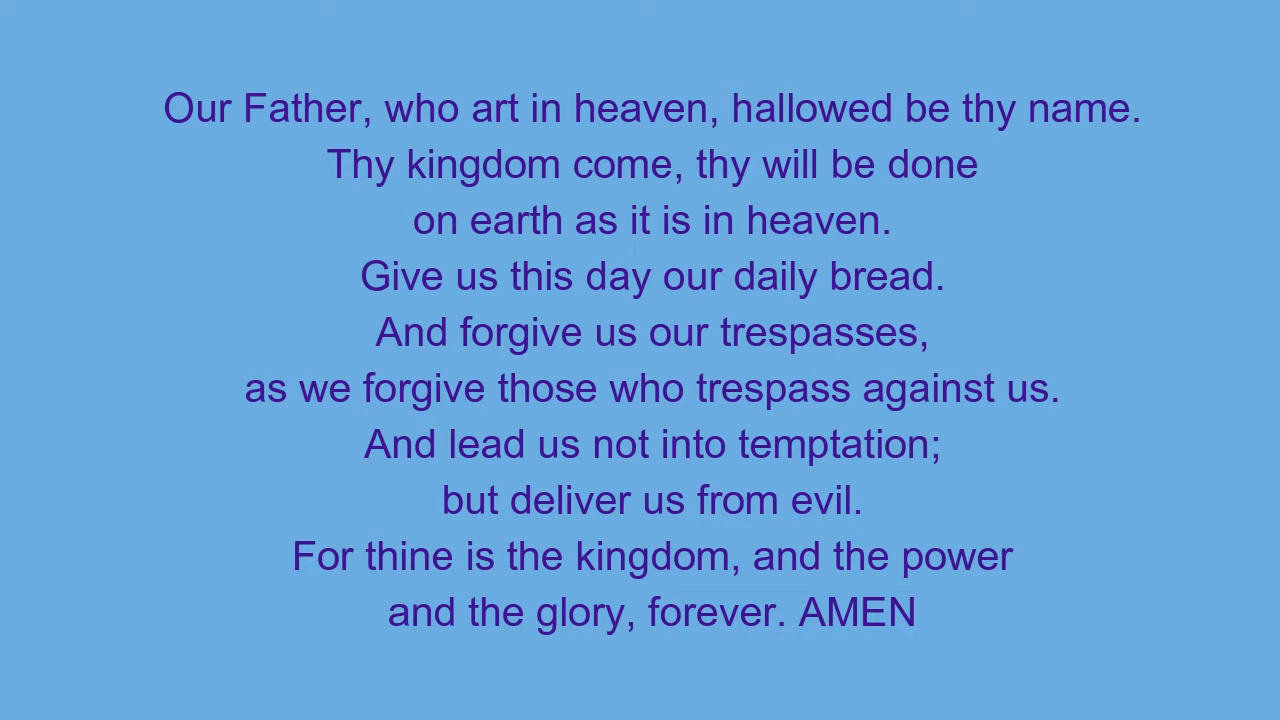 Our Father, who art in heaven, hallowed be thy name.
Thy kingdom come, thy will be done
on earth as it is in heaven.
Give us this day our daily bread.
And forgive us our trespasses,
as we forgive those who trespass against us.
And lead us not into temptation;
but deliver us from evil.
For thine is the kingdom, and the power
and the glory, forever. AMEN